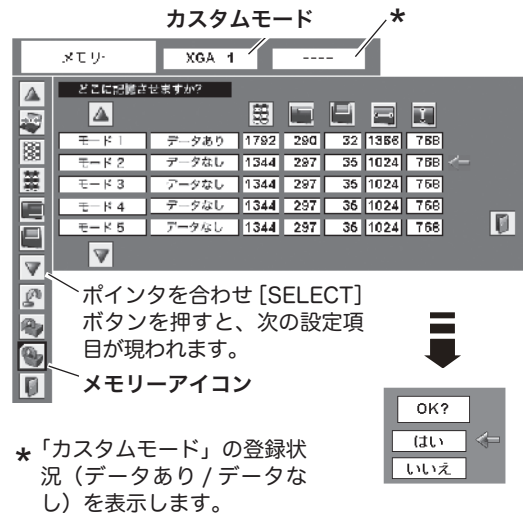 カスタムモード *
メモリー XGA 1 ----
どこに記憶させますか?
モード 1 データあり 1792 290 32 1366 768
モード 2 データなし 1344 297 35 1024 768
モード 3 データなし 1344 297 35 1024 768
モード 4 データなし 1344 297 35 1024 768
モード 5 データなし 1344 297 35 1024 768
ポインタを合わせ [SELECT]
ボタンを押すと、次の設定項
目が現われます。
メモリーアイコン
OK?
はい
いいえ
*「カスタムモード」の登録状
況(データあり / データな
し)を表示します。